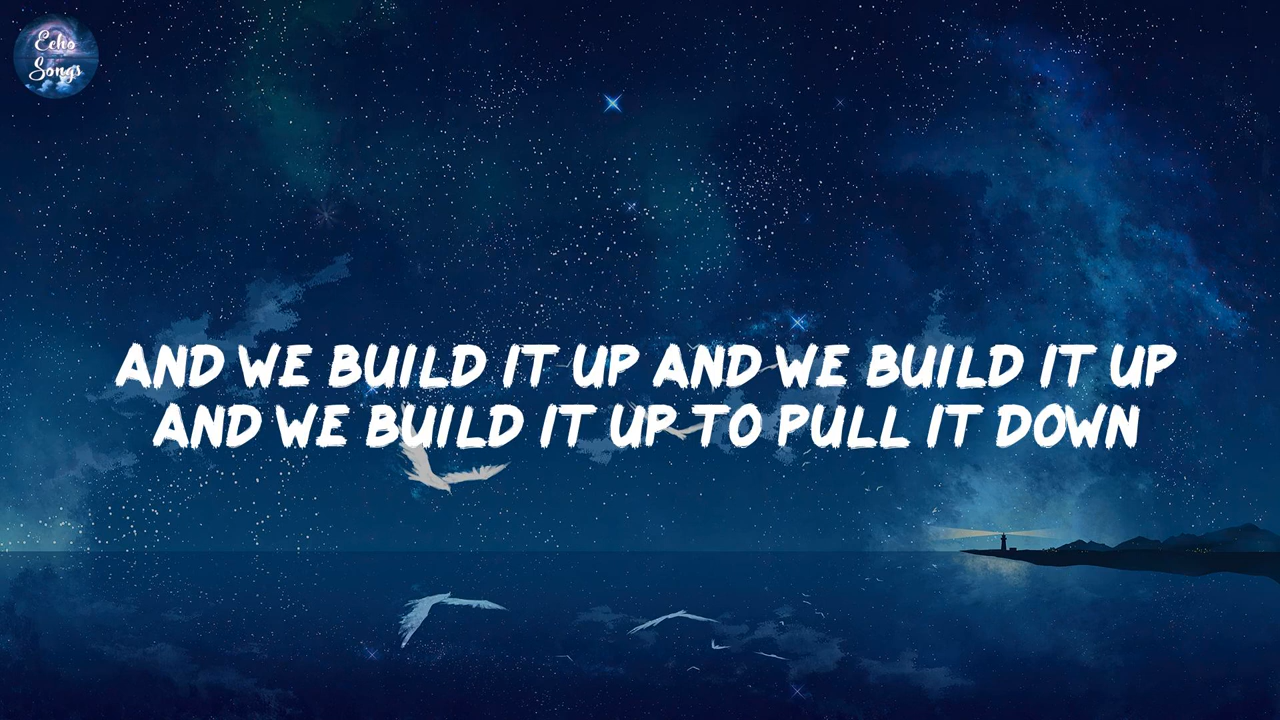 Echo
Songs
AND WE BUILD IT UP AND WE BUILD IT UP
AND WE BUILD IT UP TO PULL IT DOWN